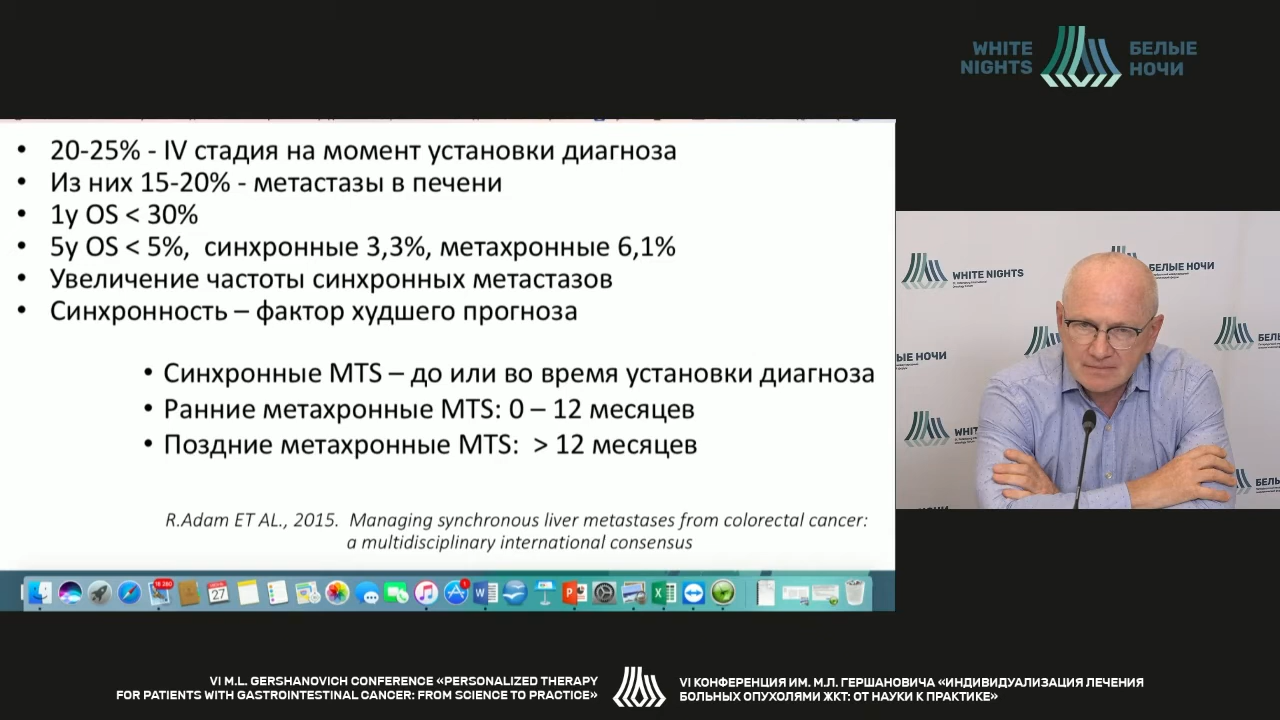 WHITE
NIGHTS
БЕЛЫЕ
НОЧИ
• 20-25% - IV стадия на момент установки диагноза
• Из них 15-20% - метастазы в печени
• 1y OS < 30%
• 5y OS < 5%, синхронные 3,3%, метахронные 6,1%
• Увеличение частоты синхронных метастазов
• Синхронность – фактор худшего прогноза
• Синхронные MTS – до или во время установки диагноза
• Ранние метахронные MTS: 0 – 12 месяцев
• Поздние метахронные MTS: > 12 месяцев
R.Adam ET AL., 2015. Managing synchronous liver metastases from colorectal cancer:
a multidisciplinary international consensus
27
WHITE NIGHTS
БЕЛЫЕ НОЧИ
VI M.L. GERSHANOVICH CONFERENCE «PERSONALIZED THERAPY
FOR PATIENTS WITH GASTROINTESTINAL CANCER: FROM SCIENCE TO PRACTICE»
VI КОНФЕРЕНЦИЯ ИМ. М.Л. ГЕРШАНОВИЧА «ИНДИВИДУАЛИЗАЦИЯ ЛЕЧЕНИЯ
БОЛЬНЫХ ОПУХОЛЯМИ ЖКТ: ОТ НАУКИ К ПРАКТИКЕ»